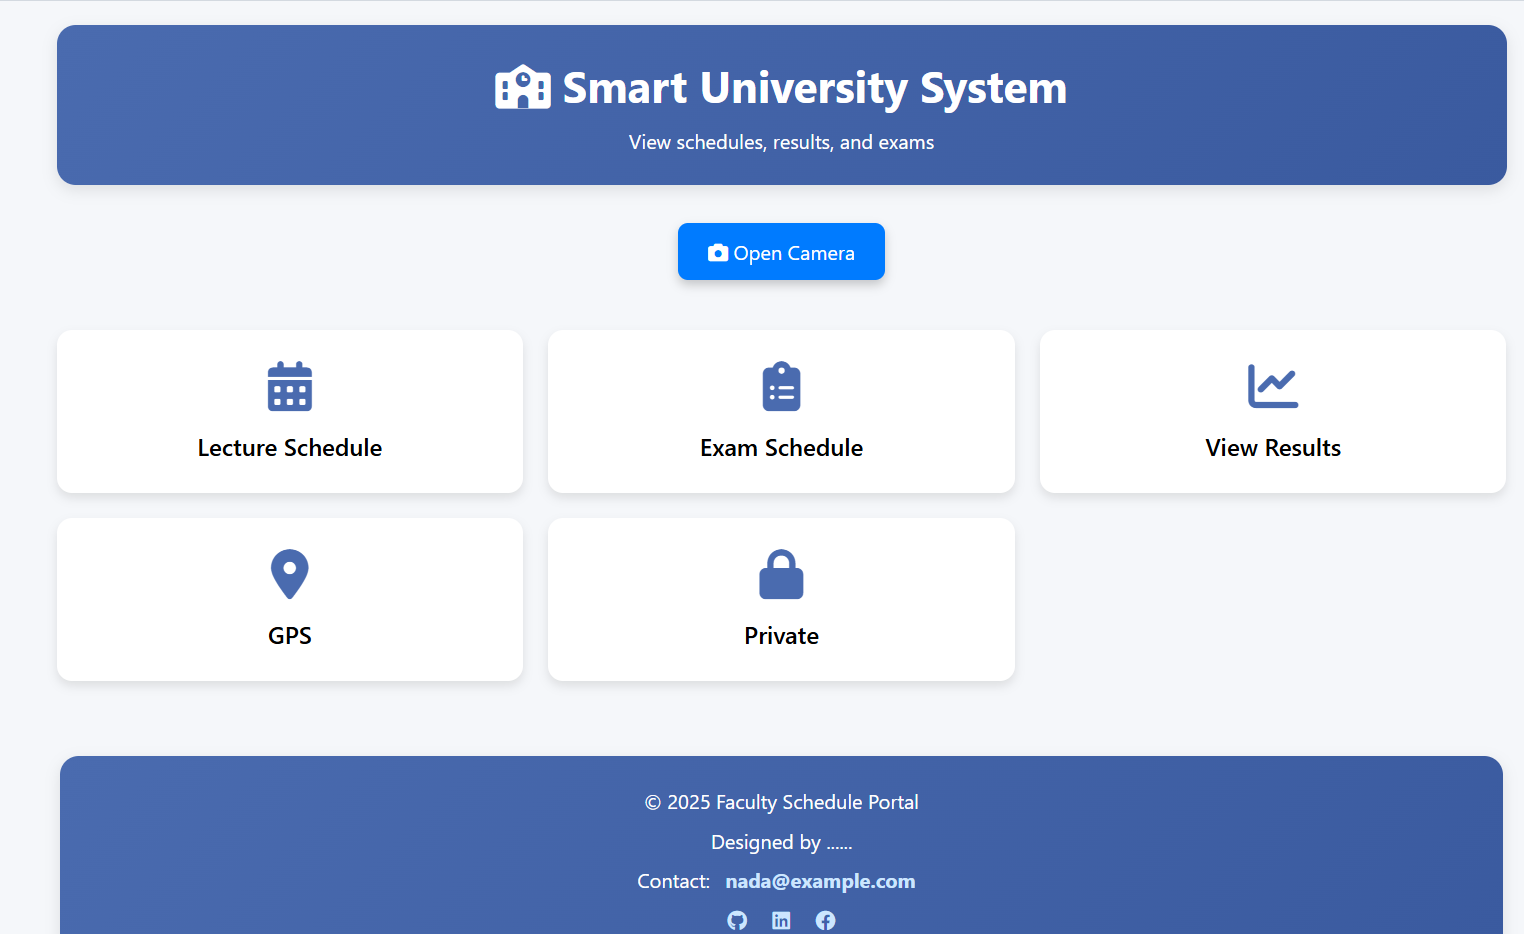 Smart University System
View schedules, results, and exams
Open Camera
Lecture Schedule
Exam Schedule
View Results
GPS
Private
© 2025 Faculty Schedule Portal
Designed by ......
Contact: nada@example.com